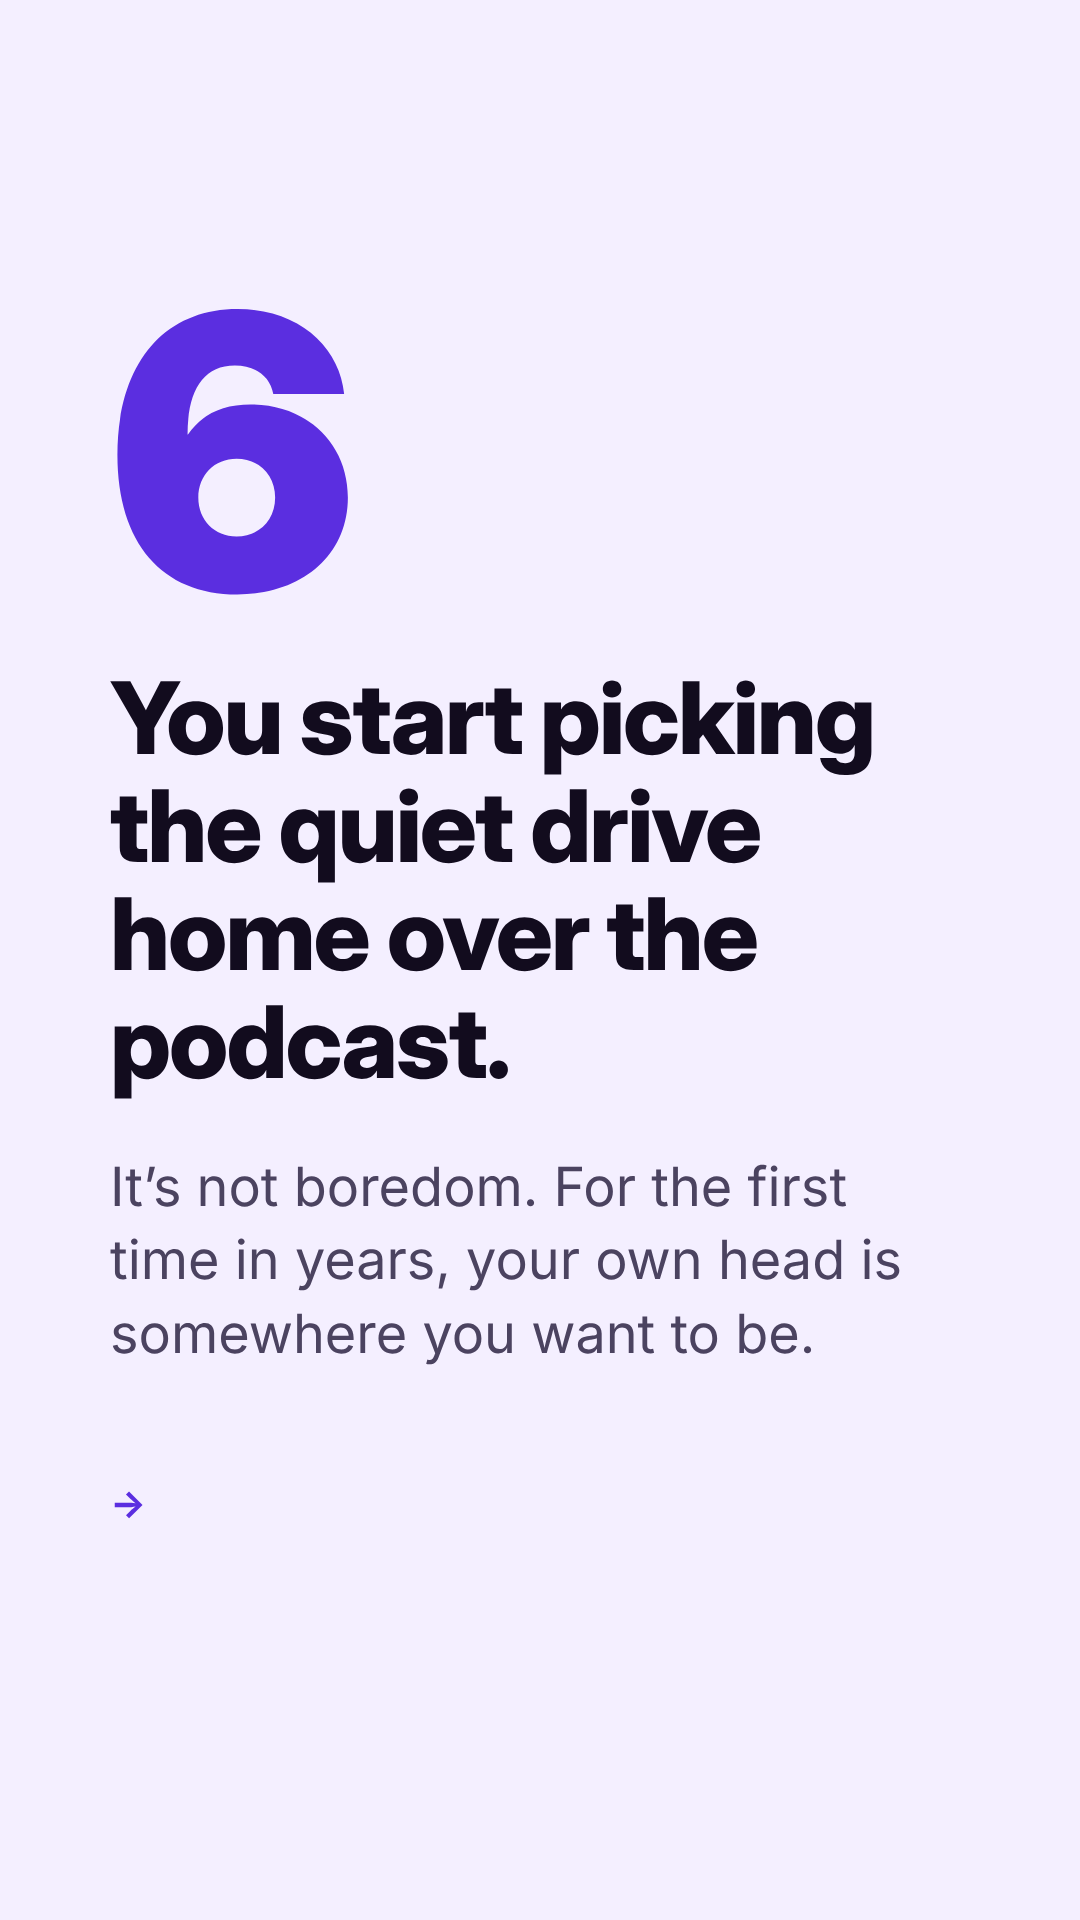 6
You start picking
the quiet drive
home over the
podcast.
It’s not boredom. For the first
time in years, your own head is
somewhere you want to be.
→